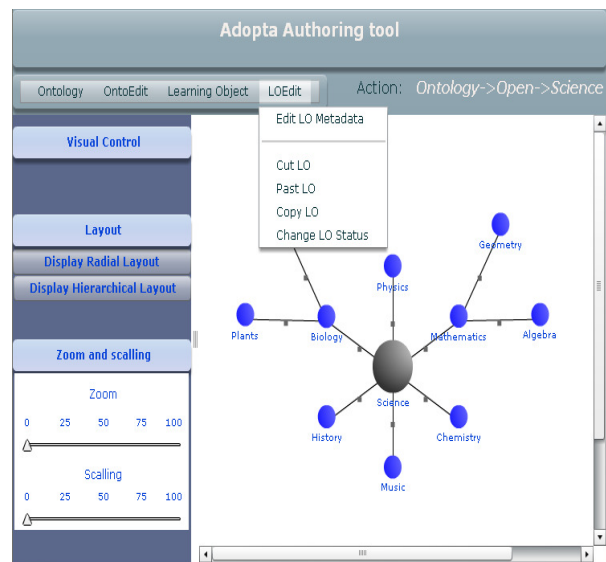 Adopta Authoring tool
Ontology OntoEdit Learning Object LOEdit
Action: Ontology->Open->Science
Edit LO Metadata
Cut LO
Past LO
Copy LO
Change LO Status
Visual Control
Layout
Display Radial Layout
Display Hierarchical Layout
Zoom and scalling
Zoom
0 25 50 75 100
Scalling
0 25 50 75 100
Geometry
Physics
Plants
Biology
Mathematics
Algebra
Science
History
Chemistry
Music